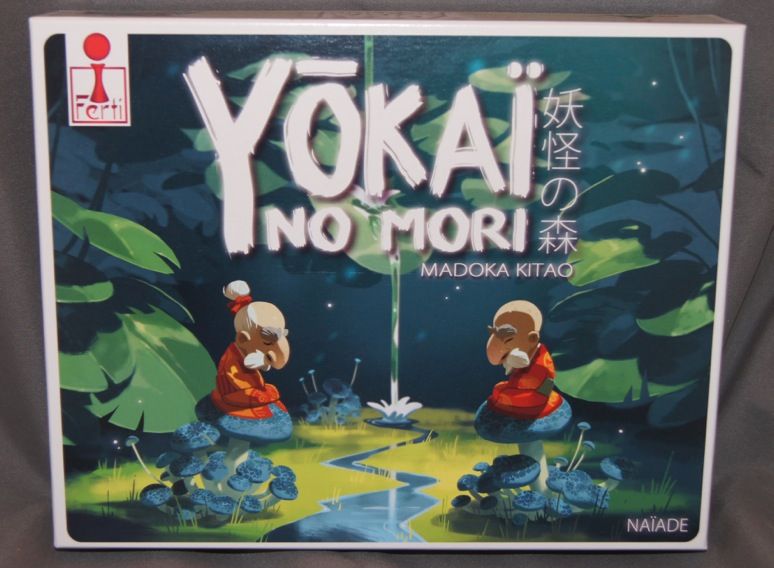 Ferti
YŌKAÏ
NO MORI
妖怪の森
MADOKA KITAO
NAÏADE